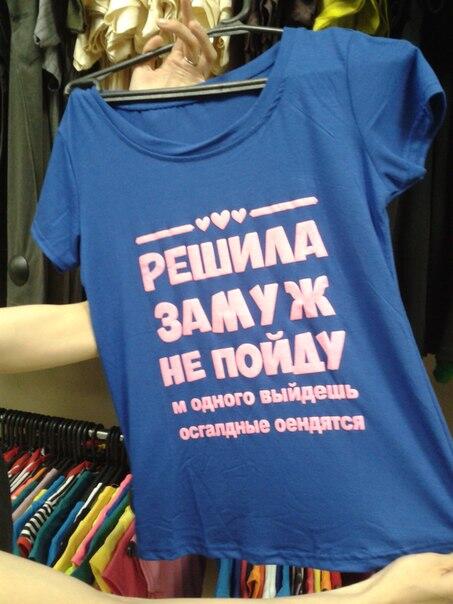 РЕШИЛА
ЗАМУЖ
НЕ ПОЙДУ
м одного выйдешь
осгалдные оендятся